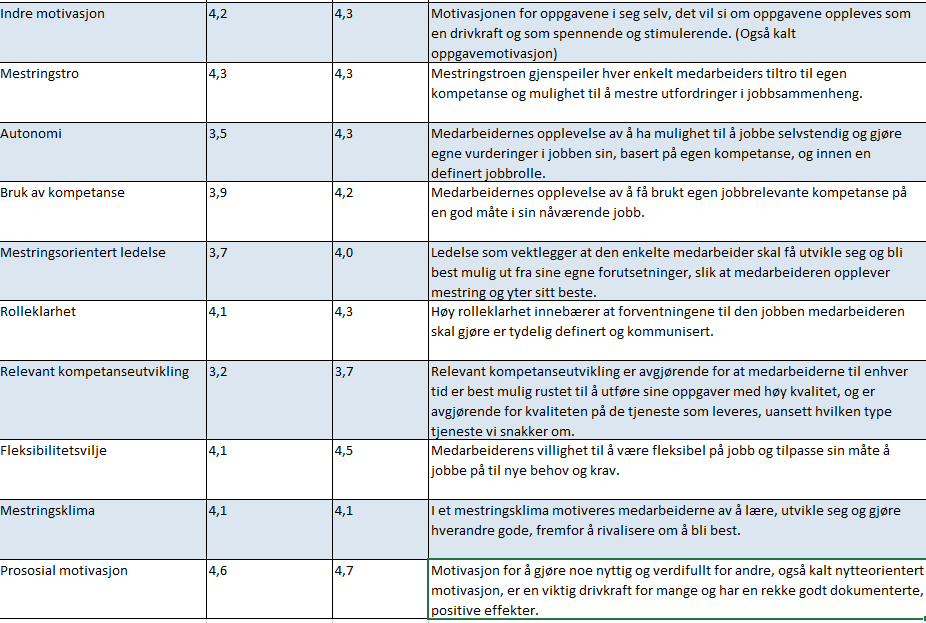 Indre motivasjon 4,2 4,3 Motivasjonen for oppgavene i seg selv, det vil si om oppgavene oppleves som
en drivkraft og som spennende og stimulerende. (Også kalt
oppgavemotivasjon)
Mestringstro 4,3 4,3 Mestringstroen gjenspeiler hver enkelt medarbeiders tiltro til egen
kompetanse og mulighet til å mestre utfordringer i jobbsammenheng.
Autonomi 3,5 4,3 Medarbeidernes opplevelse av å ha mulighet til å jobbe selvstendig og gjøre
egne vurderinger i jobben sin, basert på egen kompetanse, og innen en
definert jobbrolle.
Bruk av kompetanse 3,9 4,2 Medarbeidernes opplevelse av å få brukt egen jobbrelevante kompetanse på
en god måte i sin nåværende jobb.
Mestringsorientert ledelse 3,7 4,0 Ledelse som vektlegger at den enkelte medarbeider skal få utvikle seg og bli
best mulig ut fra sine egne forutsetninger, slik at medarbeideren opplever
mestring og yter sitt beste.
Rolleklarhet 4,1 4,3 Høy rolleklarhet innebærer at forventningene til den jobben medarbeideren
skal gjøre er tydelig definert og kommunisert.
Relevant kompetanseutvikling 3,2 3,7 Relevant kompetanseutvikling er avgjørende for at medarbeiderne til enhver
tid er best mulig rustet til å utføre sine oppgaver med høy kvalitet, og er
avgjørende for kvaliteten på de tjeneste som leveres, uansett hvilken type
tjeneste vi snakker om.
Fleksibilitetsvilje 4,1 4,5 Medarbeiderens villighet til å være fleksibel på jobb og tilpasse sin måte å
jobbe på til nye behov og krav.
Mestringsklima 4,1 4,1 I et mestringsklima motiveres medarbeiderne av å lære, utvikle seg og gjøre
hverandre gode, fremfor å rivalisere om å bli best.
Prososial motivasjon 4,6 4,7 Motivasjon for å gjøre noe nyttig og verdifullt for andre, også kalt nytteorientert
motivasjon, er en viktig drivkraft for mange og har en rekke godt dokumenterte,
positive effekter.